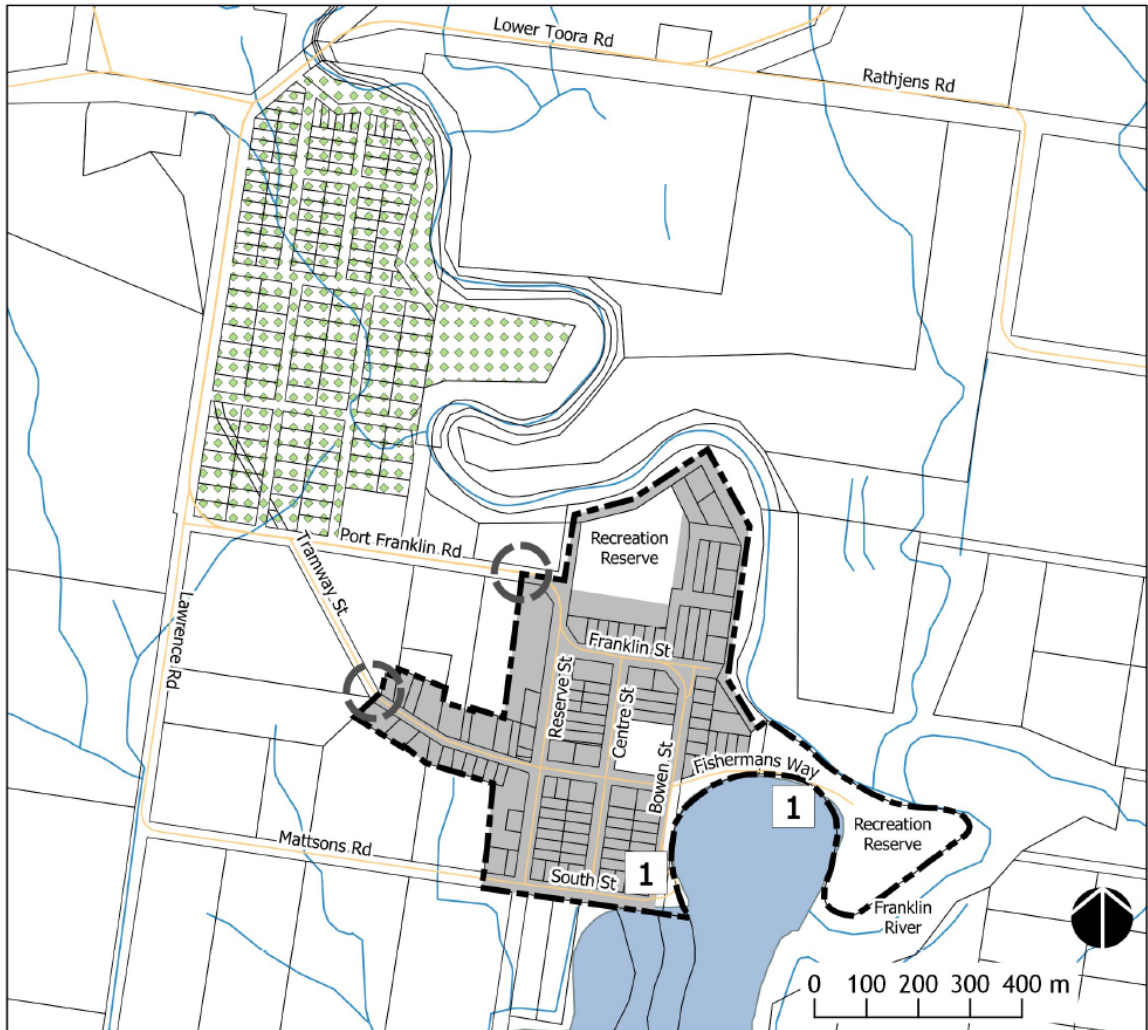 Lower Toora Rd
Rathjens Rd
Port Franklin Rd
Tramway St
Lawrence Rd
Recreation
Reserve
Franklin St
Reserve St
Centre St
Bowen St
Fishermans Way
1
Recreation
Reserve
Mattsons Rd
1
South St
Franklin
River
0 100 200 300 400 m